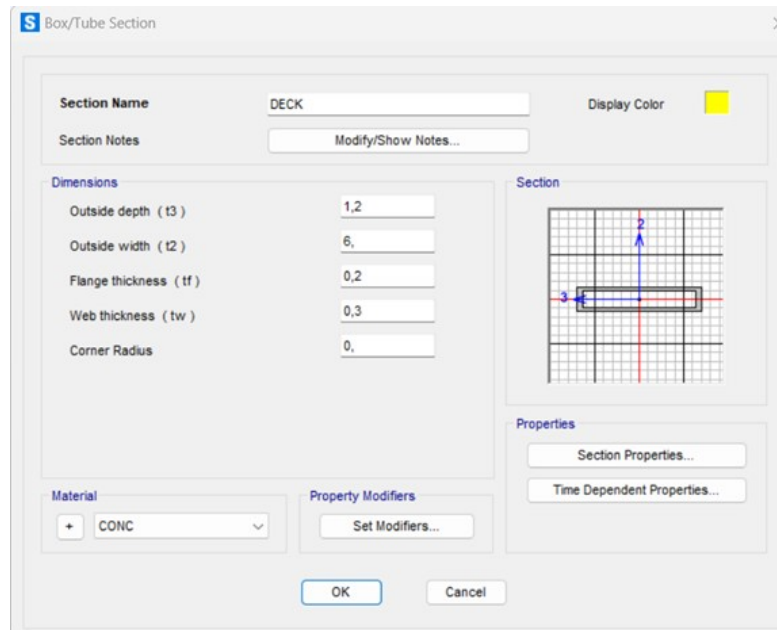 S Box/Tube Section
Section Name DECK Display Color
Section Notes Modify/Show Notes...
Dimensions
Outside depth ( t3 ) 1,2
Outside width ( t2 ) 6,
Flange thickness ( tf ) 0,2
Web thickness ( tw ) 0,3
Corner Radius 0,
Section
2
3
Properties
Section Properties...
Time Dependent Properties...
Material
+ CONC
Property Modifiers
Set Modifiers...
OK Cancel